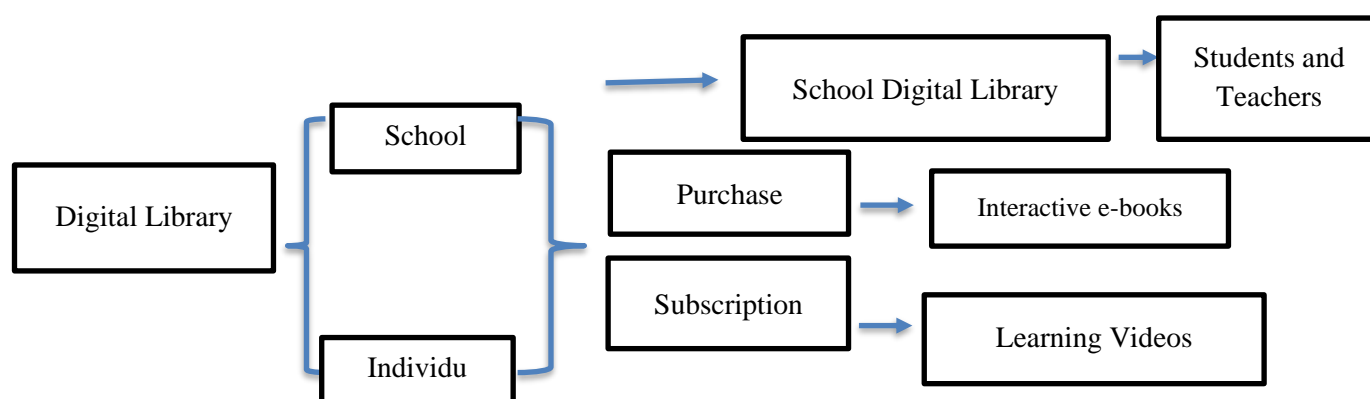 Digital Library
School
Individu
School Digital Library
Students and
Teachers
Purchase
Interactive e-books
Subscription
Learning Videos